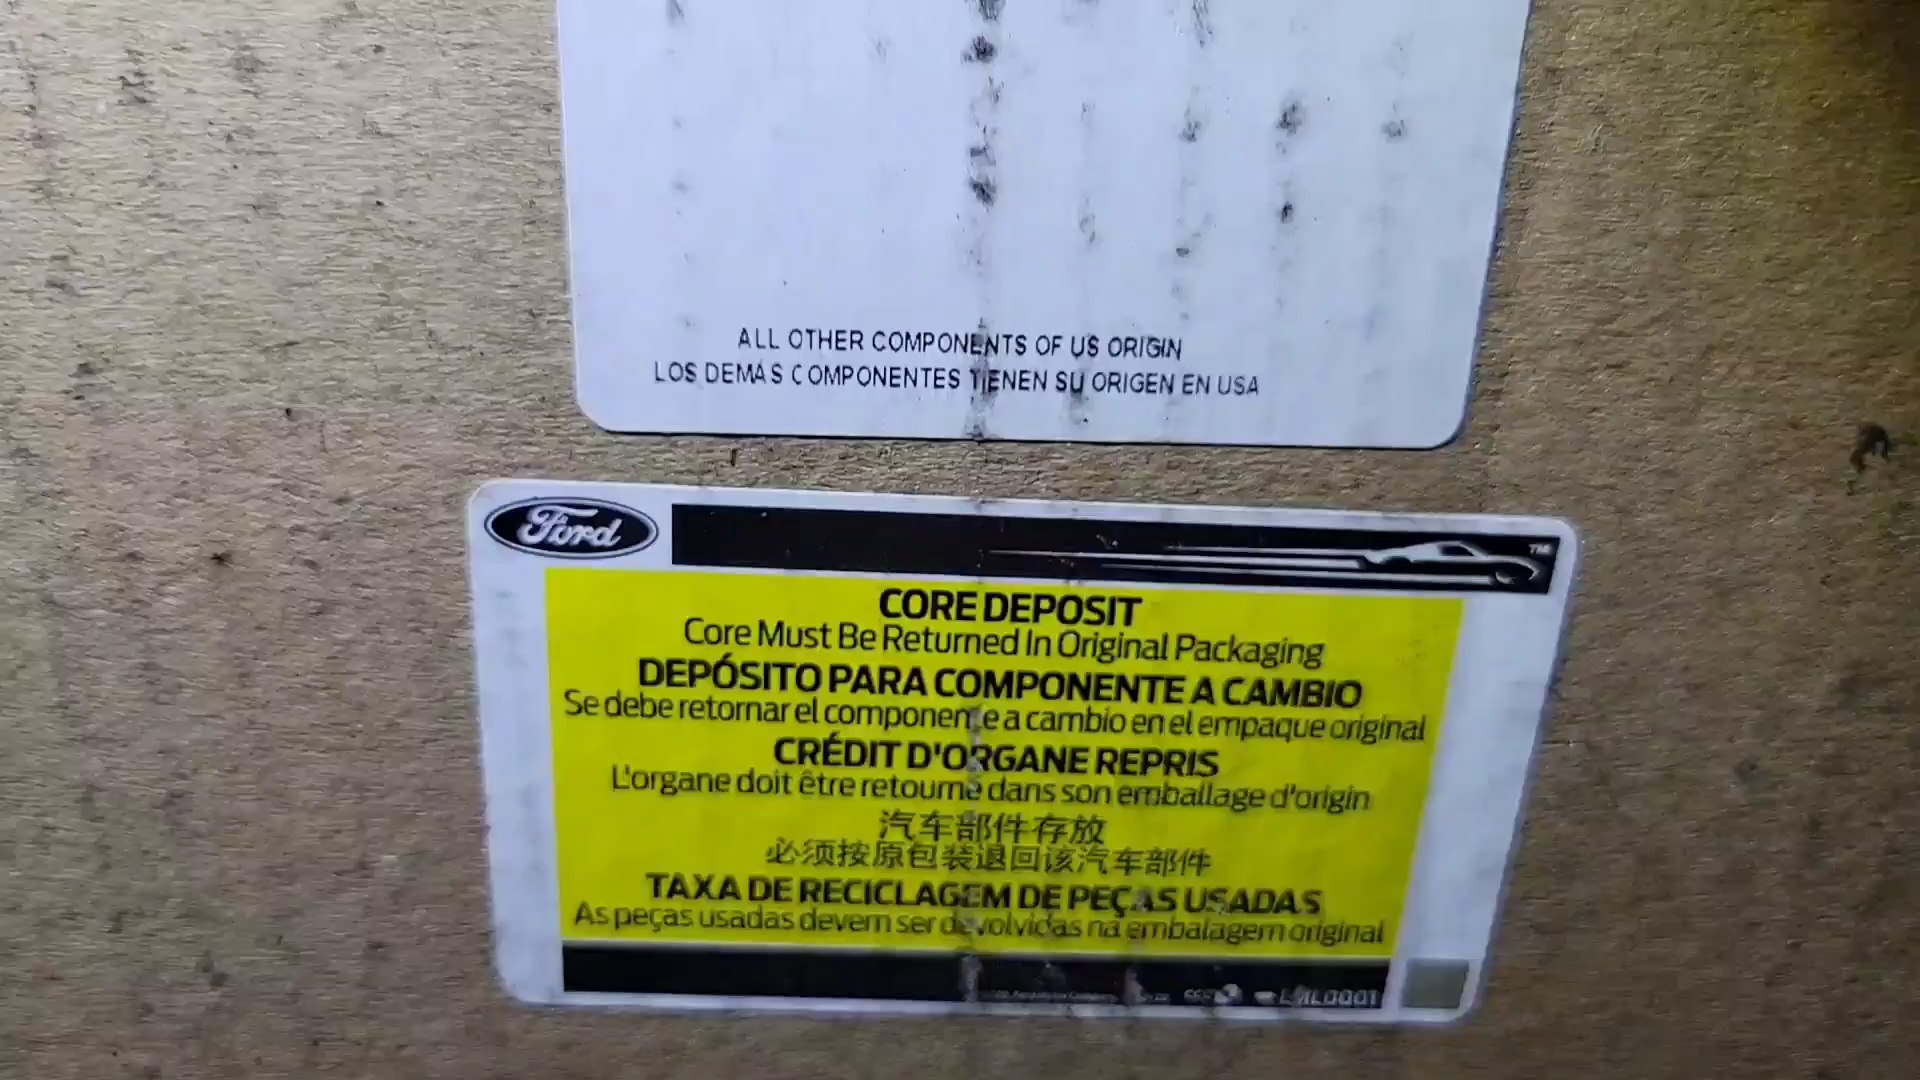 ALL OTHER COMPONENTS OF US ORIGIN
LOS DEMÁS COMPONENTES TIENEN SU ORIGEN EN USA
Ford
TM
CORE DEPOSIT
Core Must Be Returned In Original Packaging
DEPÓSITO PARA COMPONENTE A CAMBIO
Se debe retornar el componente a cambio en el empaque original
CRÉDIT D'ORGANE REPRIS
L'organe doit être retourné dans son emballage d'origin
汽车部件存放
必须按原包装退回该汽车部件
TAXA DE RECICLAGEM DE PEÇAS USADAS
As peças usadas devem ser devolvidas na embalagem original